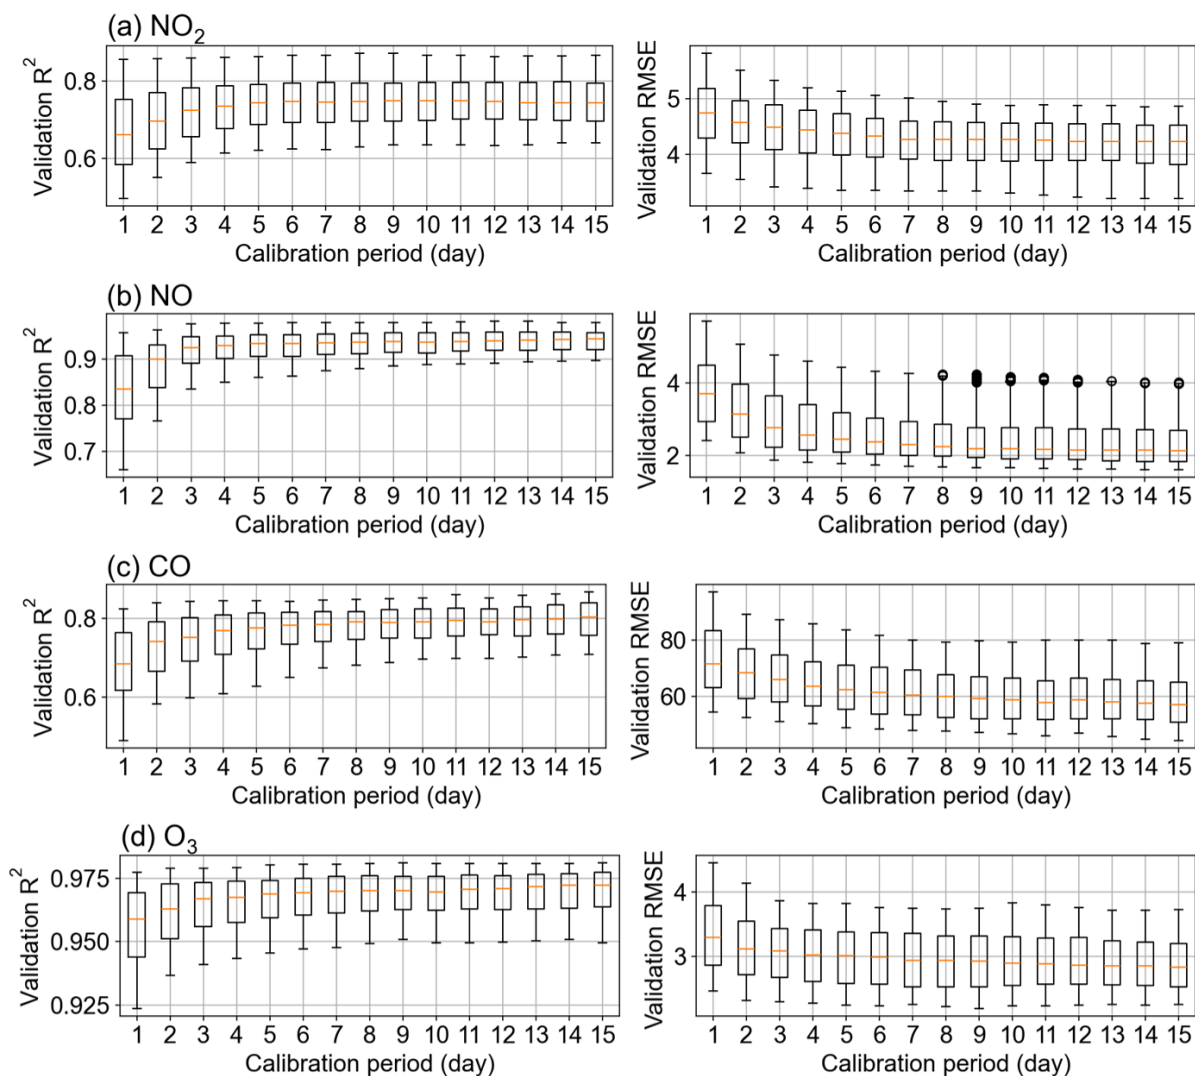 (a) NO₂
Validation R²
0.8
0.6
1 2 3 4 5 6 7 8 9 10 11 12 13 14 15
Calibration period (day)
Validation RMSE
5
4
1 2 3 4 5 6 7 8 9 10 11 12 13 14 15
Calibration period (day)
(b) NO
Validation R²
0.9
0.8
0.7
1 2 3 4 5 6 7 8 9 10 11 12 13 14 15
Calibration period (day)
Validation RMSE
4
2
1 2 3 4 5 6 7 8 9 10 11 12 13 14 15
Calibration period (day)
(c) CO
Validation R²
0.8
0.6
1 2 3 4 5 6 7 8 9 10 11 12 13 14 15
Calibration period (day)
Validation RMSE
80
60
1 2 3 4 5 6 7 8 9 10 11 12 13 14 15
Calibration period (day)
(d) O₃
Validation R²
0.975
0.950
0.925
1 2 3 4 5 6 7 8 9 10 11 12 13 14 15
Calibration period (day)
Validation RMSE
4
3
1 2 3 4 5 6 7 8 9 10 11 12 13 14 15
Calibration period (day)